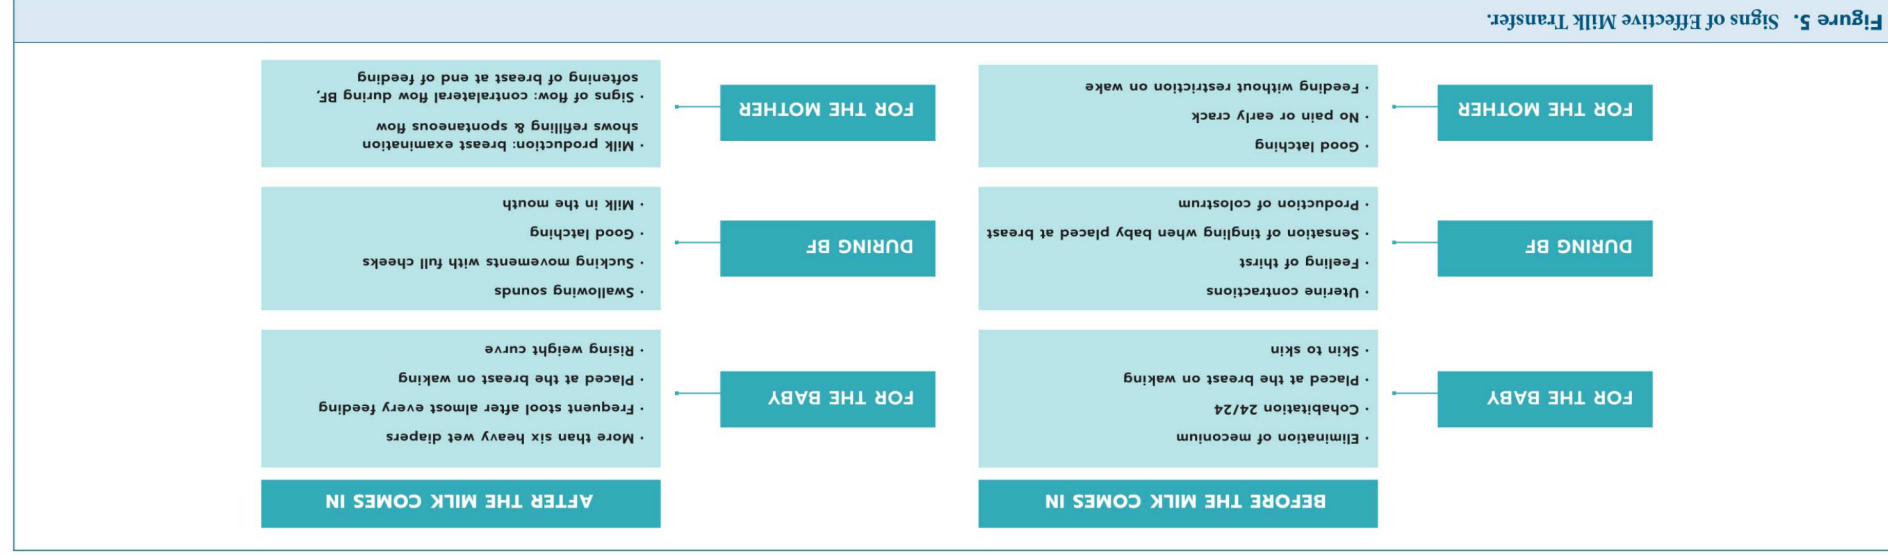 BEFORE THE MILK COMES IN
FOR THE BABY
· Elimination of meconium
· Cohabitation 24/24
· Placed at the breast on waking
· Skin to skin
DURING BF
· Uterine contractions
· Feeling of thirst
· Sensation of tingling when baby placed at breast
· Production of colostrum
FOR THE MOTHER
· Good latching
· No pain or early crack
· Feeding without restriction on wake
AFTER THE MILK COMES IN
FOR THE BABY
· More than six heavy wet diapers
· Frequent stool after almost every feeding
· Placed at the breast on waking
· Rising weight curve
DURING BF
· Swallowing sounds
· Sucking movements with full cheeks
· Good latching
· Milk in the mouth
FOR THE MOTHER
· Milk production: breast examination
shows refilling & spontaneous flow
· Signs of flow: contralateral flow during BF,
softening of breast at end of feeding
Figure 5. Signs of Effective Milk Transfer.